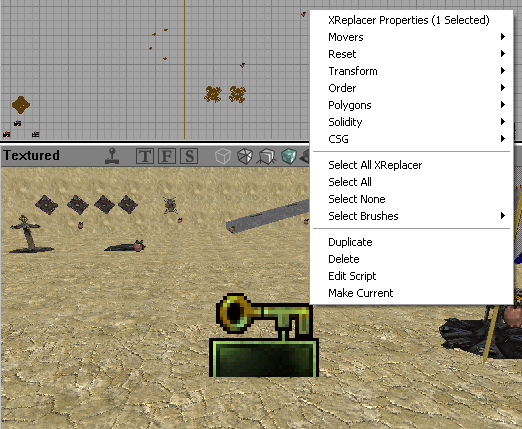 XReplacer Properties (1 Selected)
Movers
Reset
Transform
Order
Polygons
Solidity
CSG
Select All XReplacer
Select All
Select None
Select Brushes
Duplicate
Delete
Edit Script
Make Current
Textured
T F S